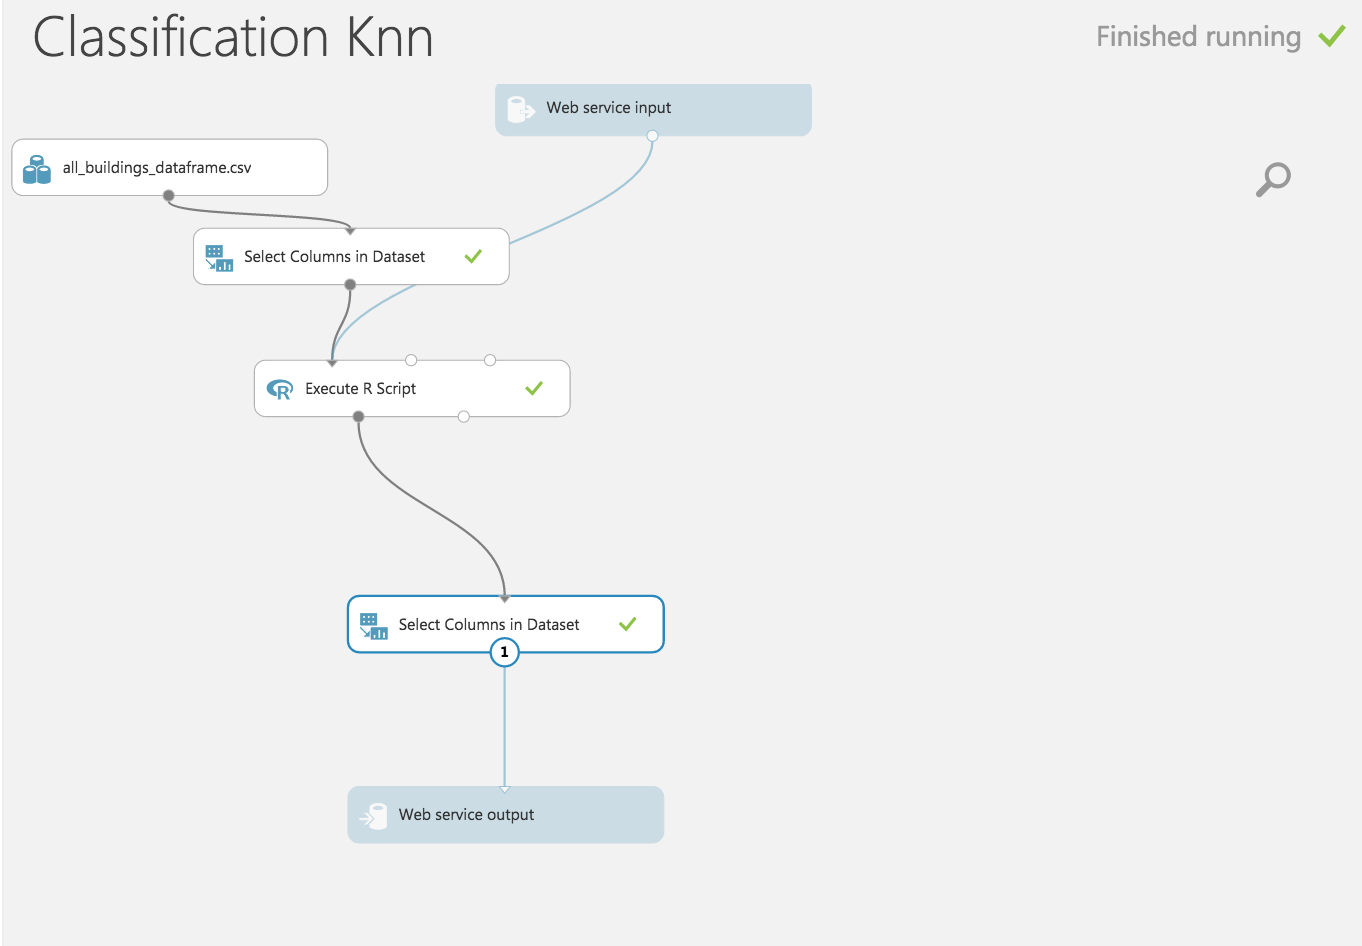 Classification Knn
Finished running
Web service input
all_buildings_dataframe.csv
Select Columns in Dataset
R Execute R Script
Select Columns in Dataset
1
Web service output